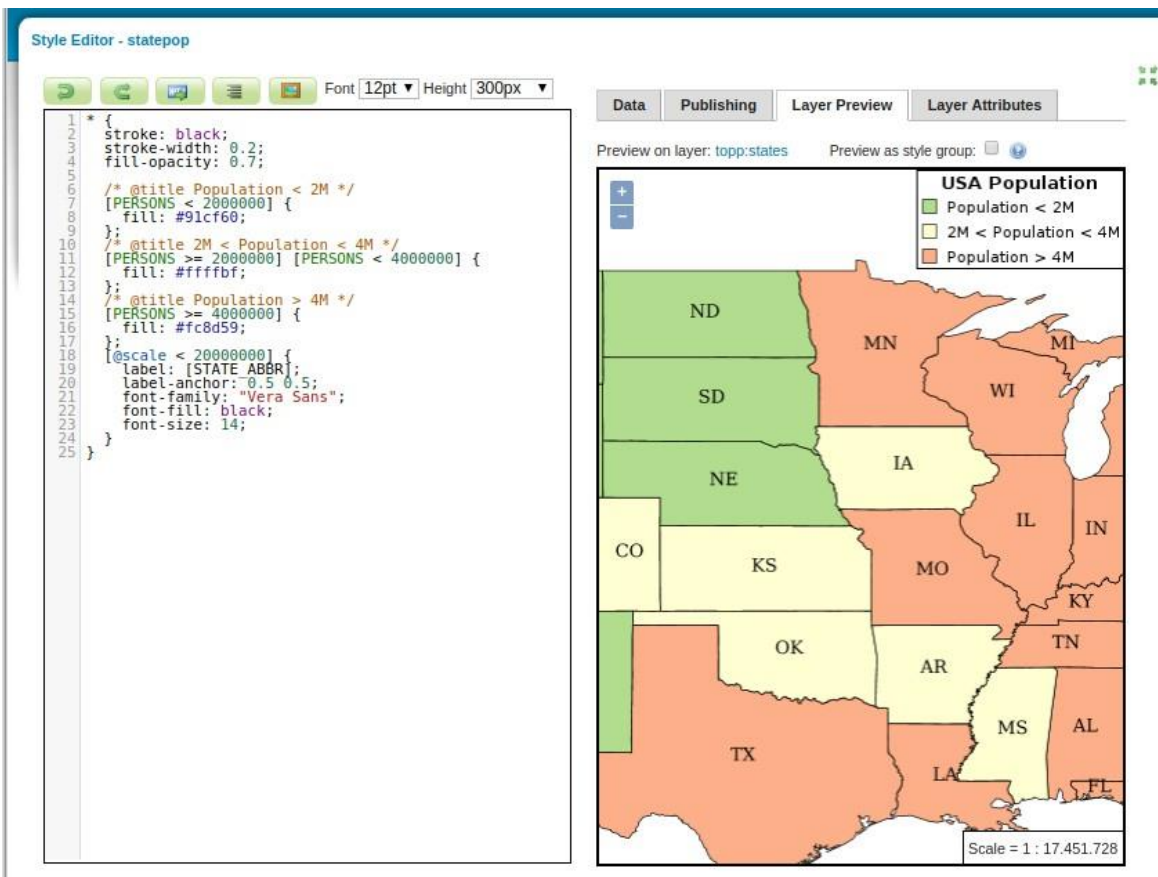 Style Editor - statepop
Font 12pt Height 300px
1 * {
2 stroke: black;
3 stroke-width: 0.2;
4 fill-opacity: 0.7;
5
6 /* @title Population < 2M */
7 [PERSONS < 2000000] {
8 fill: #91cf60;
9 };
10 /* @title 2M < Population < 4M */
11 [PERSONS >= 2000000] [PERSONS < 4000000] {
12 fill: #ffffbf;
13 };
14 /* @title Population > 4M */
15 [PERSONS >= 4000000] {
16 fill: #fc8d59;
17 };
18 [@scale < 20000000] {
19 label: [STATE_ABBR];
20 label-anchor: 0.5 0.5;
21 font-family: "Vera Sans";
22 font-fill: black;
23 font-size: 14;
24 }
25 }
Data Publishing Layer Preview Layer Attributes
Preview on layer: topp:states Preview as style group:
+
−
USA Population
Population < 2M
2M < Population < 4M
Population > 4M
ND
MN
MI
SD
WI
IA
NE
IL
IN
CO
KS
MO
KY
OK
TN
AR
MS
AL
TX
LA
FL
Scale = 1 : 17.451.728